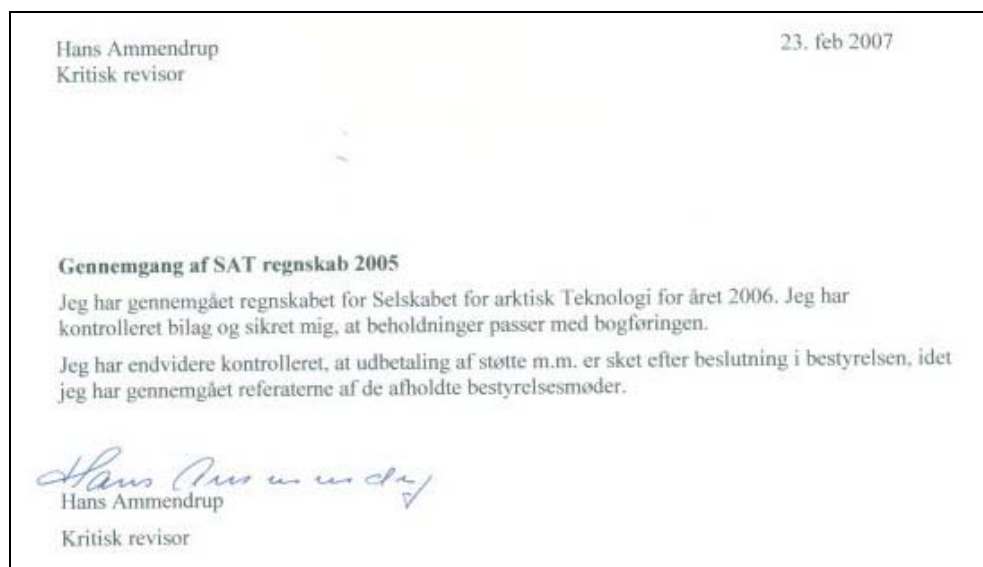 Hans Ammendrup
23. feb 2007
Kritisk revisor
Gennemgang af SAT regnskab 2005
Jeg har gennemgået regnskabet for Selskabet for arktisk Teknologi for året 2006. Jeg har
kontrolleret bilag og sikret mig, at beholdninger passer med bogføringen.
Jeg har endvidere kontrolleret, at udbetaling af støtte m.m. er sket efter beslutning i bestyrelsen, idet
jeg har gennemgået referaterne af de afholdte bestyrelsesmøder.
Hans Ammendrup
Hans Ammendrup
Kritisk revisor